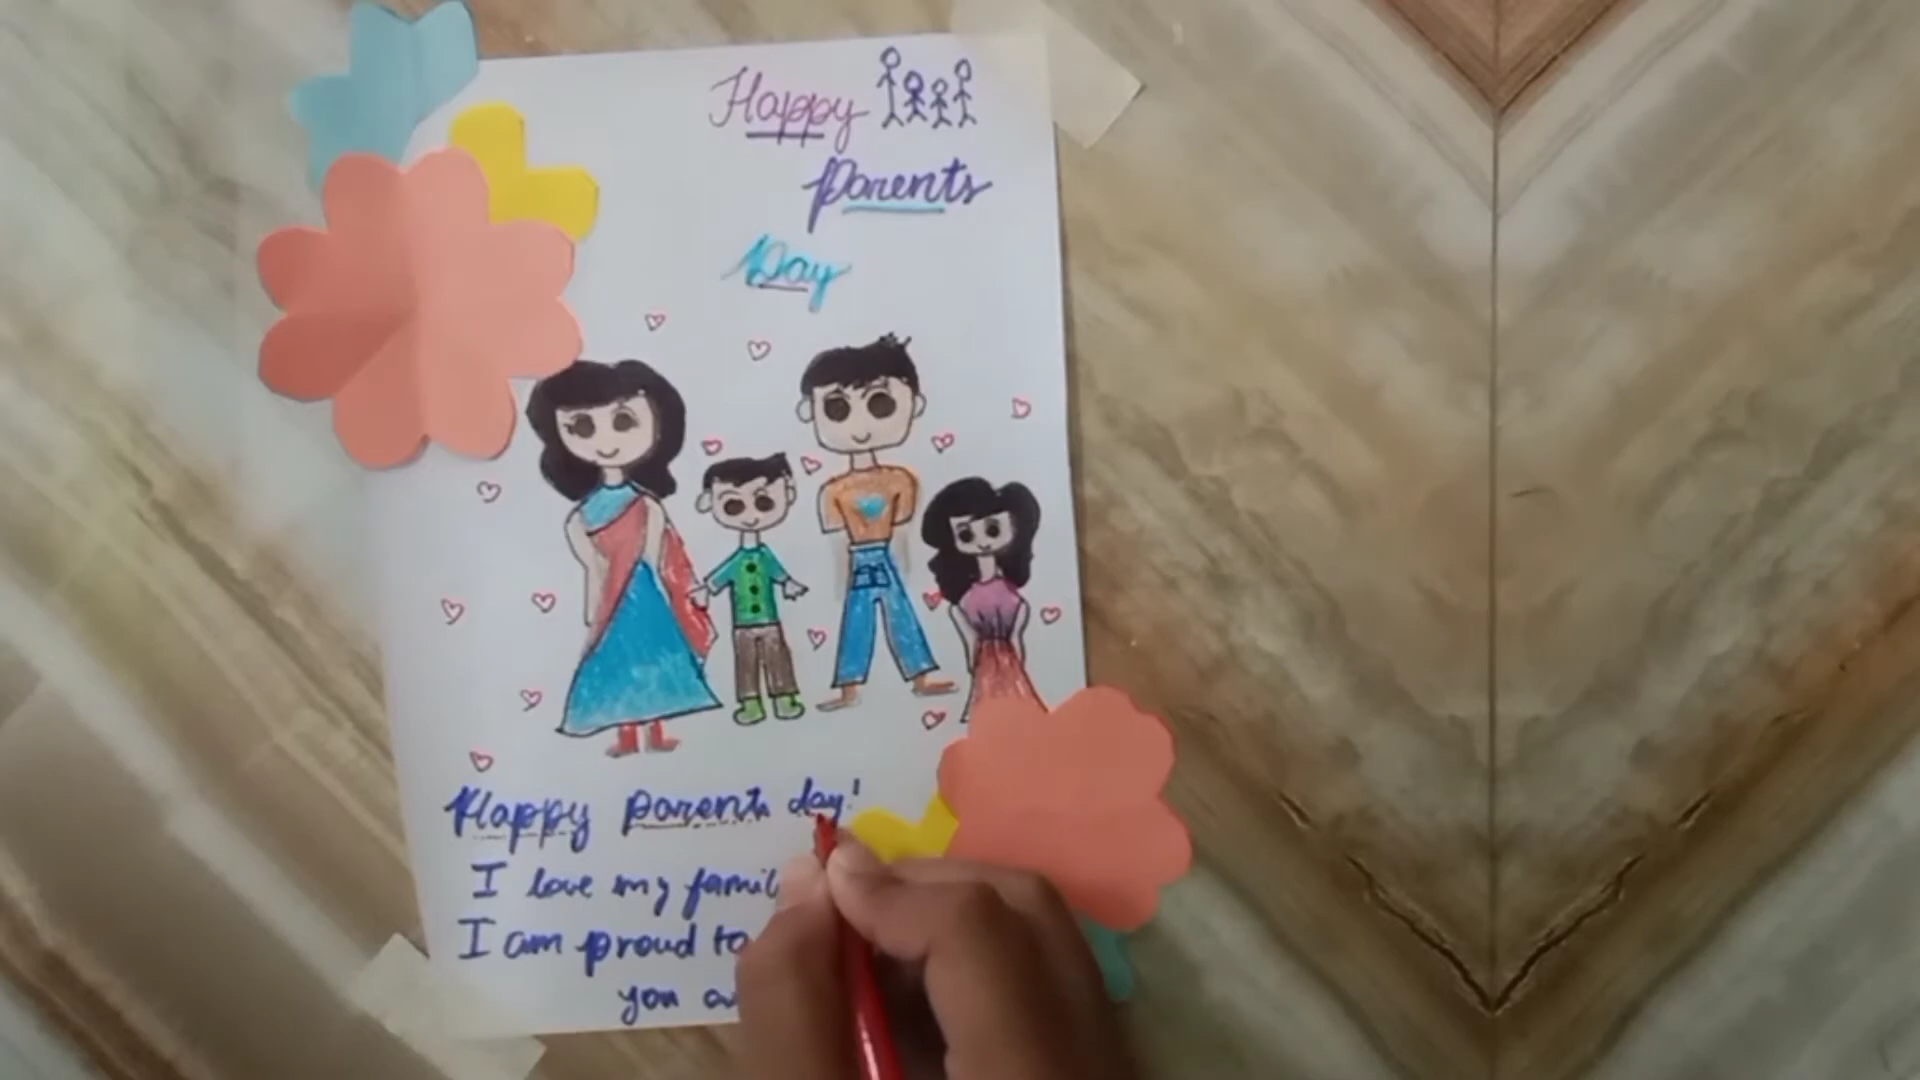 Happy
Parents
Day
Happy parents day!
I love my famil
I am proud to
you